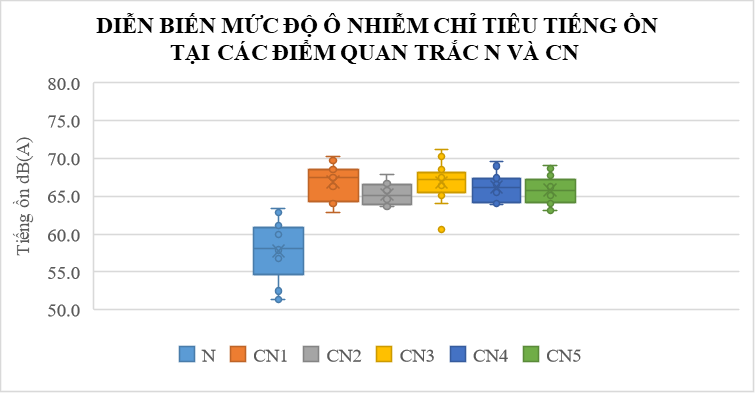 DIỄN BIẾN MỨC ĐỘ Ô NHIỄM CHỈ TIÊU TIẾNG ỒN
TẠI CÁC ĐIỂM QUAN TRẮC N VÀ CN
80.0
75.0
70.0
65.0
60.0
55.0
50.0
Tiếng ồn dB(A)
N CN1 CN2 CN3 CN4 CN5